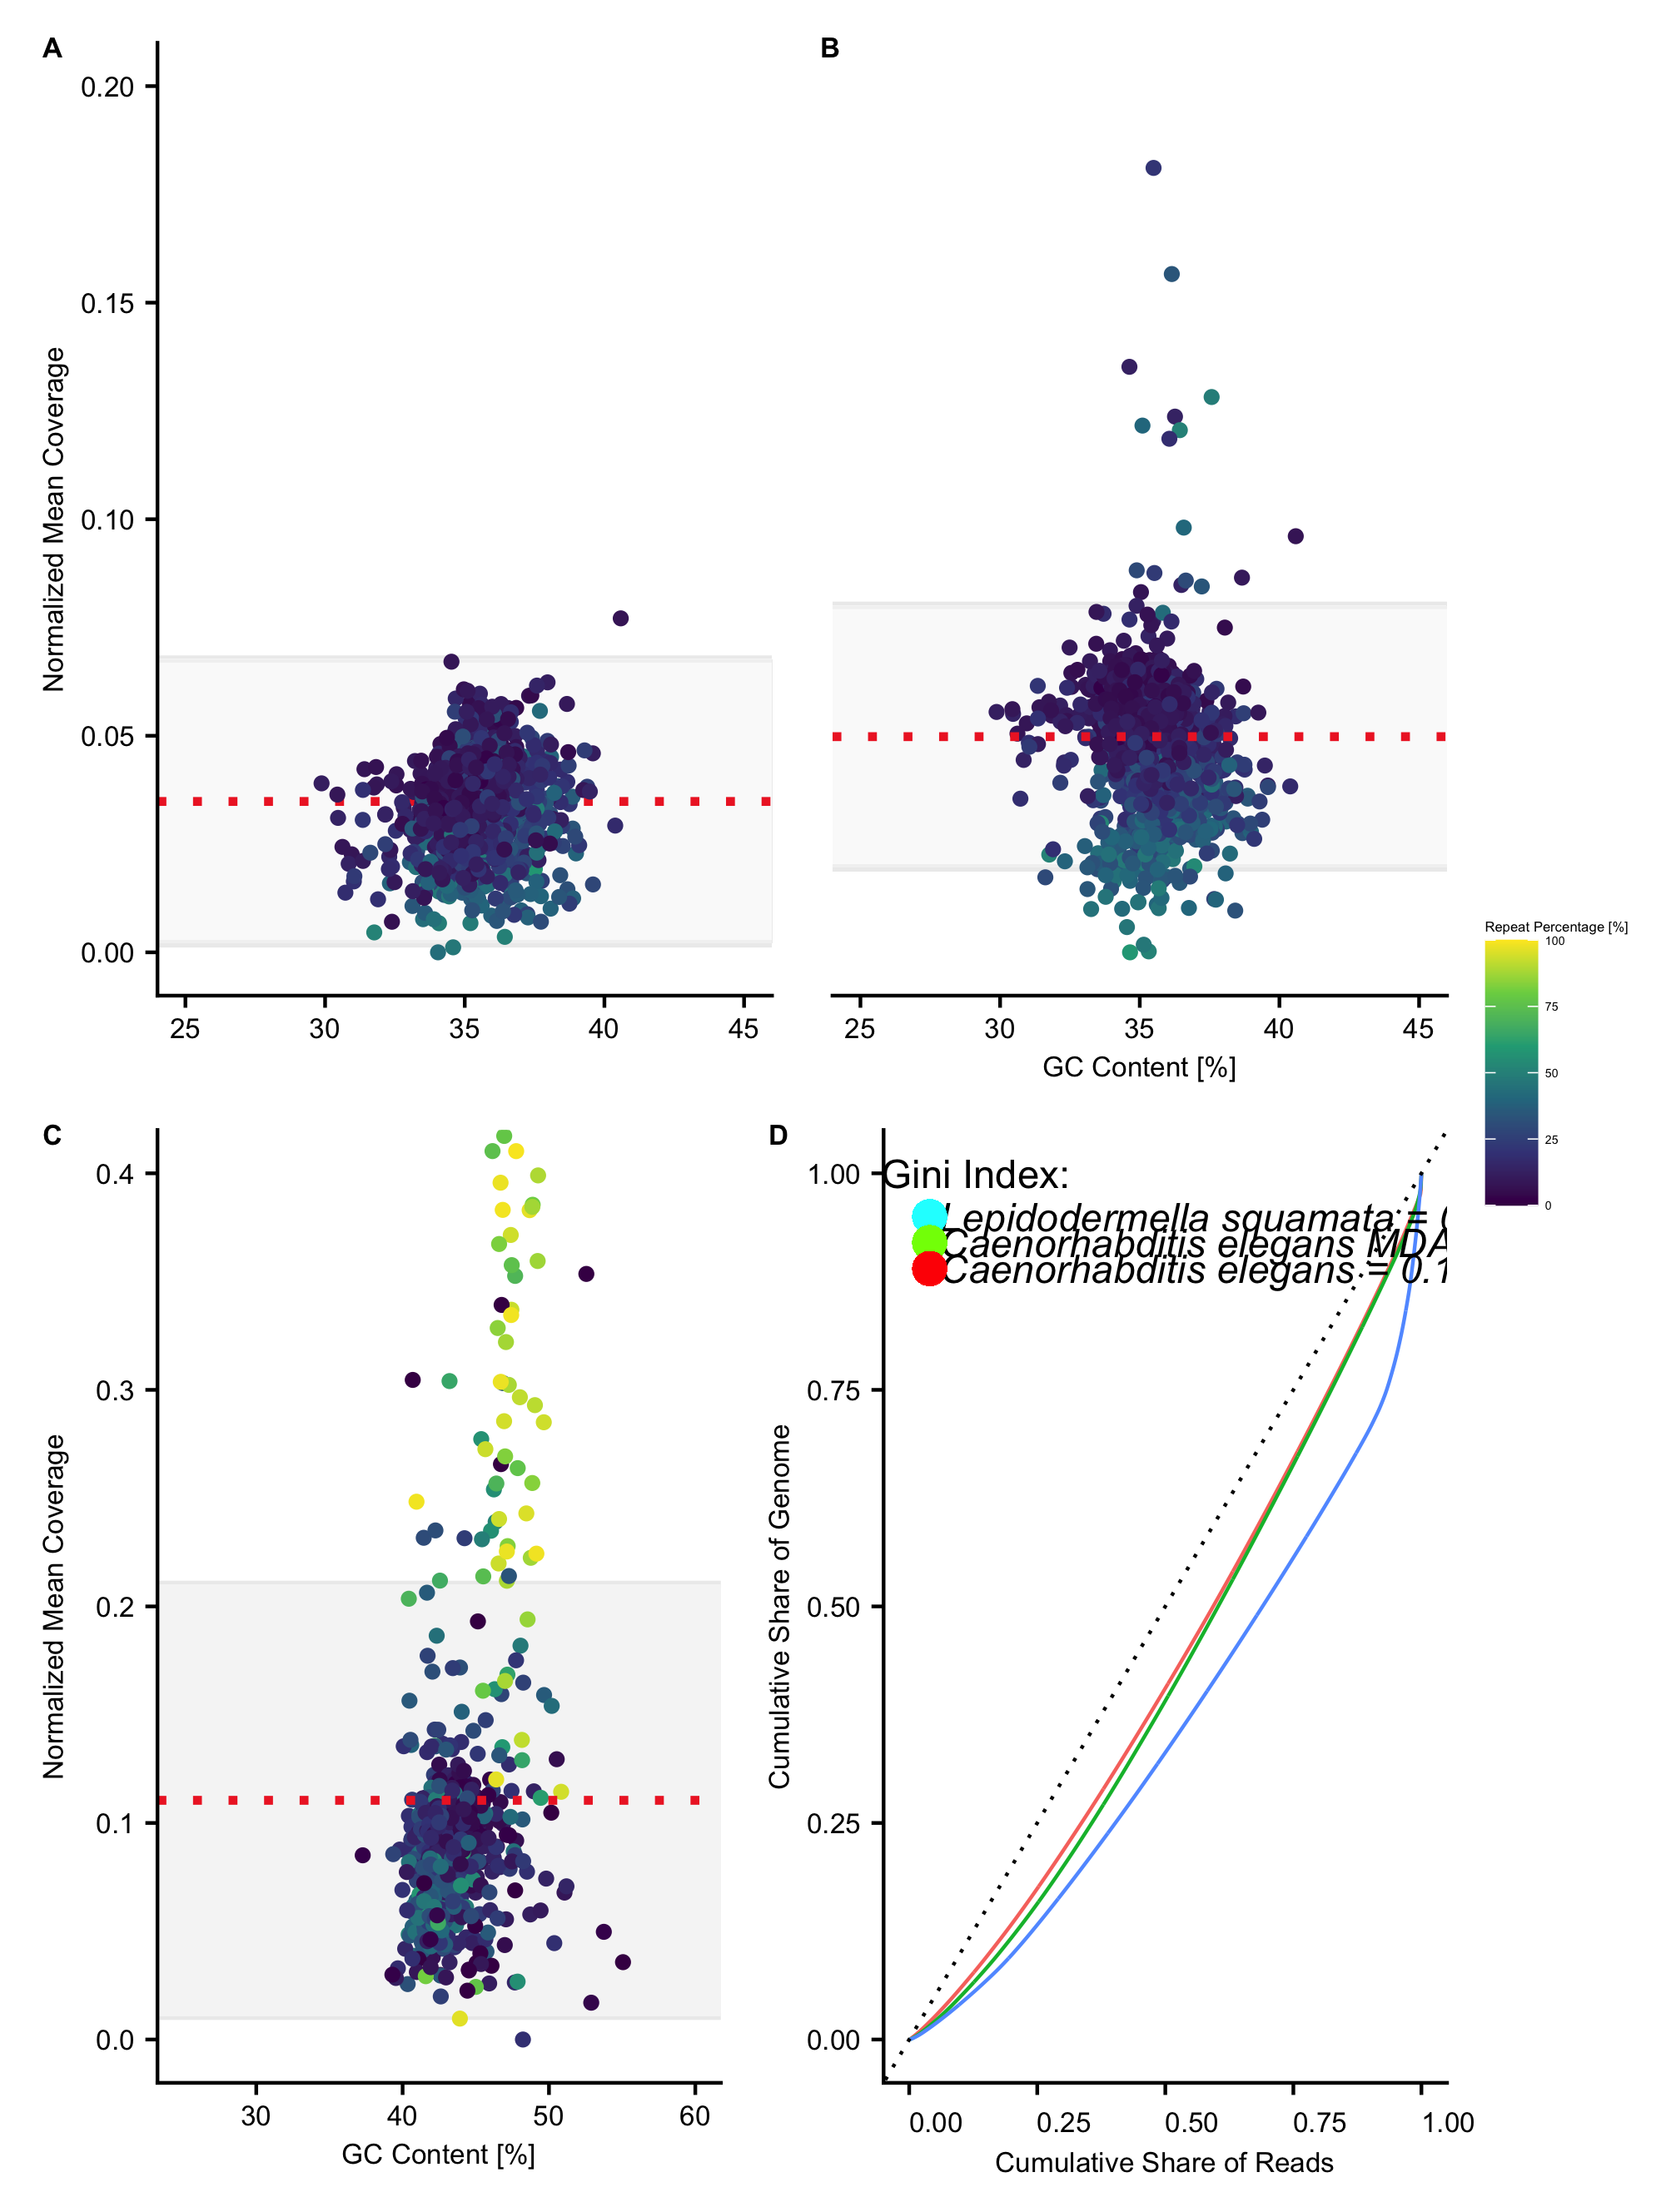 A
B
0.20
0.15
0.10
0.05
0.00
Normalized Mean Coverage
25 30 35 40 45
25 30 35 40 45
GC Content [%]
Repeat Percentage [%]
100
75
50
25
0
C
D
0.4
0.3
0.2
0.1
0.0
Normalized Mean Coverage
30 40 50 60
GC Content [%]
1.00
0.75
0.50
0.25
0.00
Cumulative Share of Genome
Gini Index:
Lepidodermella squamata =
Caenorhabditis elegans MDA
Caenorhabditis elegans = 0.1
0.00 0.25 0.50 0.75 1.00
Cumulative Share of Reads